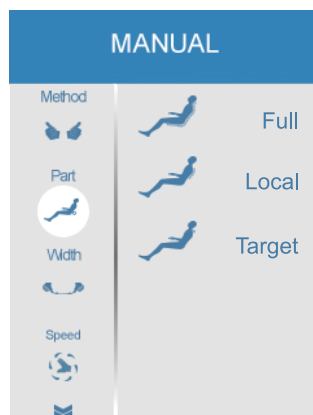 MANUAL
Method
Part
Width
Speed
Full
Local
Target